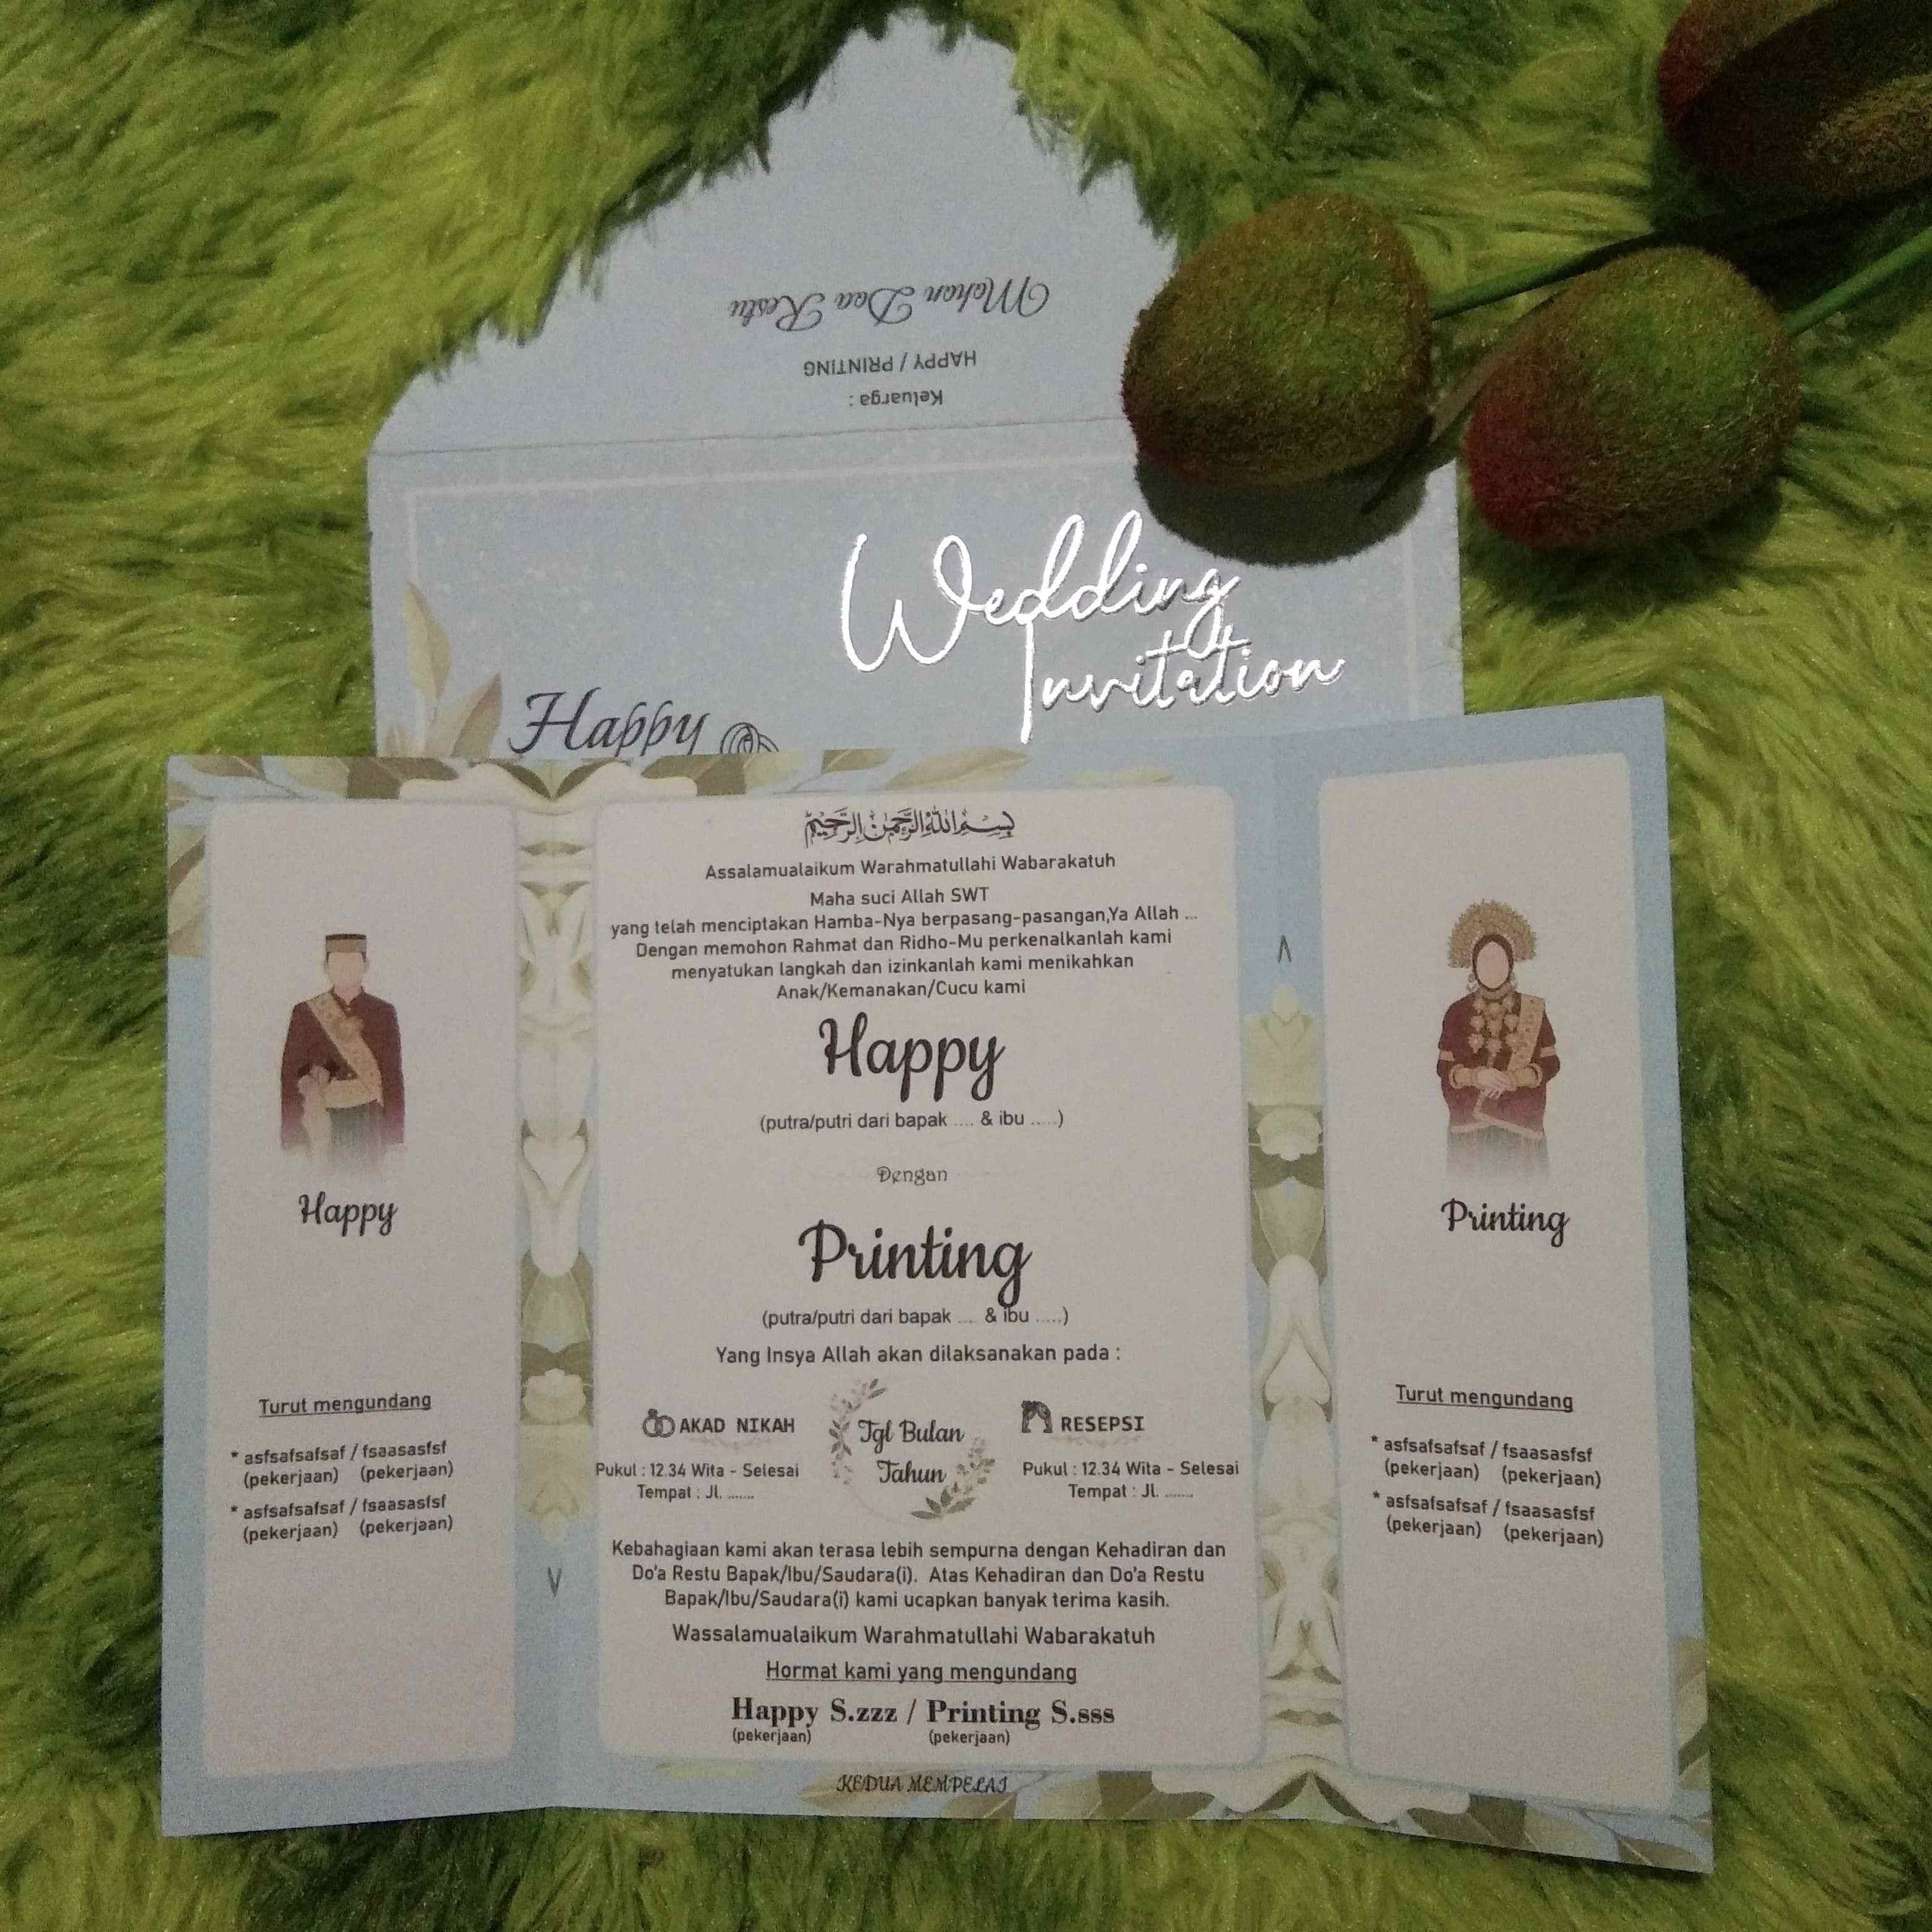 Mohan Doa Restu
HAPPY / PRINTING
Keluarga :
Wedding
Invitation
Happy
بِسْمِ اللَّهِ الرَّحْمَٰنِ الرَّحِيمِ
Assalamualaikum Warahmatullahi Wabarakatuh
Maha suci Allah SWT
yang telah menciptakan Hamba-Nya berpasang-pasangan,Ya Allah ...
Dengan memohon Rahmat dan Ridho-Mu perkenalkanlah kami
menyatukan langkah dan izinkanlah kami menikahkan
Anak/Kemanakan/Cucu kami
Happy
(putra/putri dari bapak .... & ibu .....)
Dengan
Printing
(putra/putri dari bapak .... & ibu .....)
Yang Insya Allah akan dilaksanakan pada :
AKAD NIKAH
Pukul : 12.34 Wita - Selesai
Tempat : Jl. .......
Tgl Bulan
Tahun
RESEPSI
Pukul : 12.34 Wita - Selesai
Tempat : Jl. .......
Kebahagiaan kami akan terasa lebih sempurna dengan Kehadiran dan
Do'a Restu Bapak/Ibu/Saudara(i). Atas Kehadiran dan Do'a Restu
Bapak/Ibu/Saudara(i) kami ucapkan banyak terima kasih.
Wassalamualaikum Warahmatullahi Wabarakatuh
Hormat kami yang mengundang
Happy S.zzz / Printing S.sss
(pekerjaan) (pekerjaan)
KEDUA MEMPELAI
Happy
Turut mengundang
* asfsafsafsaf / fsaasasfsf
(pekerjaan) (pekerjaan)
* asfsafsafsaf / fsaasasfsf
(pekerjaan) (pekerjaan)
Printing
Turut mengundang
* asfsafsafsaf / fsaasasfsf
(pekerjaan) (pekerjaan)
* asfsafsafsaf / fsaasasfsf
(pekerjaan) (pekerjaan)